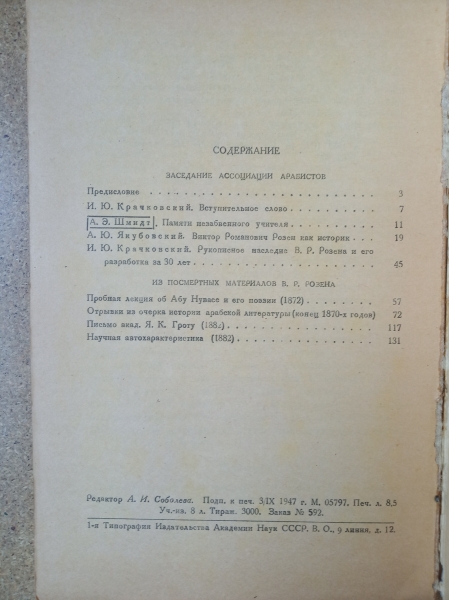 СОДЕРЖАНИЕ
ЗАСЕДАНИЕ АССОЦИАЦИИ АРАБИСТОВ
Предисловие . . . . . . . . . . . . . . . . . . . . . . . . 3
И. Ю. Крачковский. Вступительное слово . . . . . . . . . . 7
А. Э. Шмидт. Памяти незабвенного учителя . . . . . . . . . 11
А. Ю. Якубовский. Виктор Романович Розен как историк . . . 19
И. Ю. Крачковский. Рукописное наследие В. Р. Розена и его
разработка за 30 лет . . . . . . . . . . . . . . . . . . . 45
ИЗ ПОСМЕРТНЫХ МАТЕРИАЛОВ В. Р. РОЗЕНА
Пробная лекция об Абу Нувасе и его поэзии (1872) . . . . . 57
Отрывки из очерка истории арабской литературы (конец 1870-х годов) 72
Письмо акад. Я. К. Гроту (1882) . . . . . . . . . . . . . . 117
Научная автохарактеристика (1882) . . . . . . . . . . . . . 131
Редактор А. И. Соболева. Подп. к печ. 3/IX 1947 г. М. 05797. Печ. л. 8,5
Уч.-из. 8 л. Тираж. 3000. Заказ № 592.
1-я Типография Издательства Академии Наук СССР. В. О., 9 линия, д. 12.